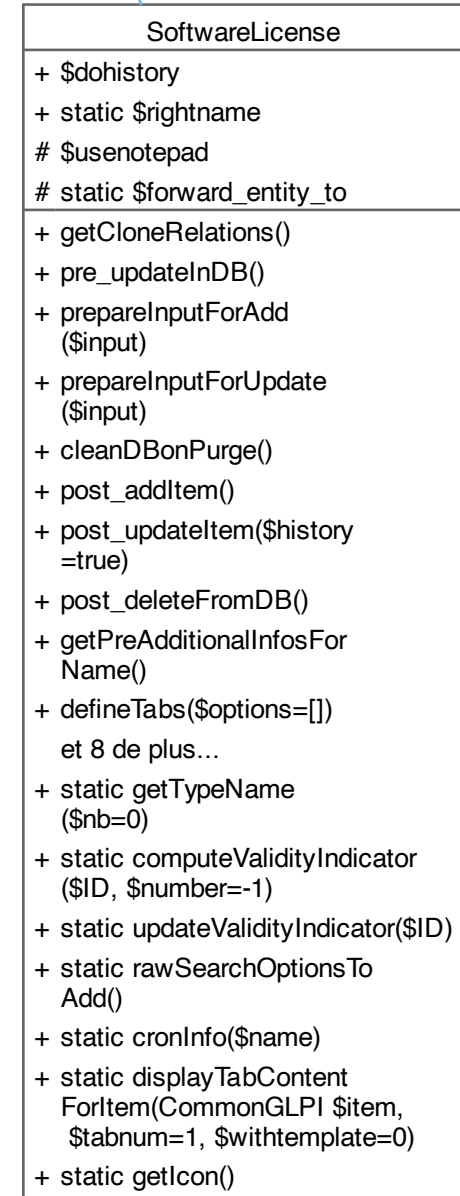 SoftwareLicense
+ $dohistory
+ static $rightname
# $usenotepad
# static $forward_entity_to
+ getCloneRelations()
+ pre_updateInDB()
+ prepareInputForAdd
($input)
+ prepareInputForUpdate
($input)
+ cleanDBonPurge()
+ post_addItem()
+ post_updateItem($history
=true)
+ post_deleteFromDB()
+ getPreAdditionalInfosFor
Name()
+ defineTabs($options=[])
et 8 de plus...
+ static getTypeName
($nb=0)
+ static computeValidityIndicator
($ID, $number=-1)
+ static updateValidityIndicator($ID)
+ static rawSearchOptionsTo
Add()
+ static cronInfo($name)
+ static displayTabContent
ForItem(CommonGLPI $item,
$tabnum=1, $withtemplate=0)
+ static getIcon()